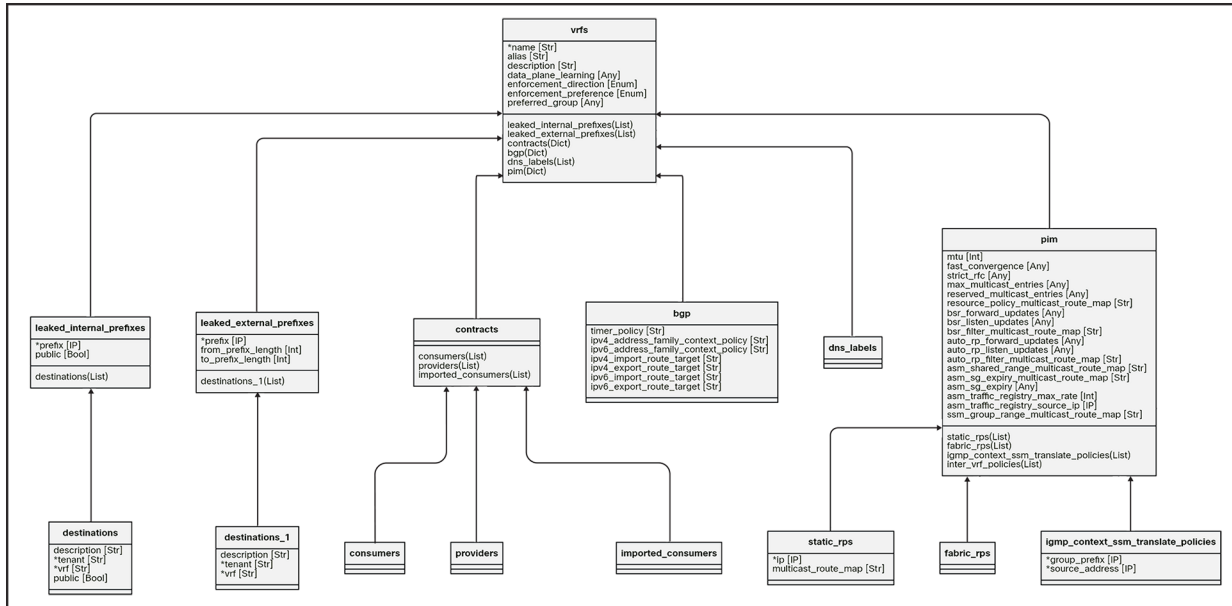 vrfs
*name [Str]
alias [Str]
description [Str]
data_plane_learning [Any]
enforcement_direction [Enum]
enforcement_preference [Enum]
preferred_group [Any]
leaked_internal_prefixes(List)
leaked_external_prefixes(List)
contracts(Dict)
bgp(Dict)
dns_labels(List)
pim(Dict)
leaked_internal_prefixes
*prefix [IP]
public [Bool]
destinations(List)
leaked_external_prefixes
*prefix [IP]
from_prefix_length [Int]
to_prefix_length [Int]
destinations_1(List)
contracts
consumers(List)
providers(List)
imported_consumers(List)
bgp
timer_policy [Str]
ipv4_address_family_context_policy [Str]
ipv6_address_family_context_policy [Str]
ipv4_import_route_target [Str]
ipv4_export_route_target [Str]
ipv6_import_route_target [Str]
ipv6_export_route_target [Str]
dns_labels
pim
mtu [Int]
fast_convergence [Any]
strict_rfc [Any]
max_multicast_entries [Any]
reserved_multicast_entries [Any]
resource_policy_multicast_route_map [Str]
bsr_forward_updates [Any]
bsr_listen_updates [Any]
bsr_filter_multicast_route_map [Str]
auto_rp_forward_updates [Any]
auto_rp_listen_updates [Any]
auto_rp_filter_multicast_route_map [Str]
asm_shared_range_multicast_route_map [Str]
asm_sg_expiry_multicast_route_map [Str]
asm_sg_expiry [Any]
asm_traffic_registry_max_rate [Int]
asm_traffic_registry_source_ip [IP]
ssm_group_range_multicast_route_map [Str]
static_rps(List)
fabric_rps(List)
igmp_context_ssm_translate_policies(List)
inter_vrf_policies(List)
destinations
description [Str]
*tenant [Str]
*vrf [Str]
public [Bool]
destinations_1
description [Str]
*tenant [Str]
*vrf [Str]
consumers
providers
imported_consumers
static_rps
*ip [IP]
multicast_route_map [Str]
fabric_rps
igmp_context_ssm_translate_policies
*group_prefix [IP]
*source_address [IP]